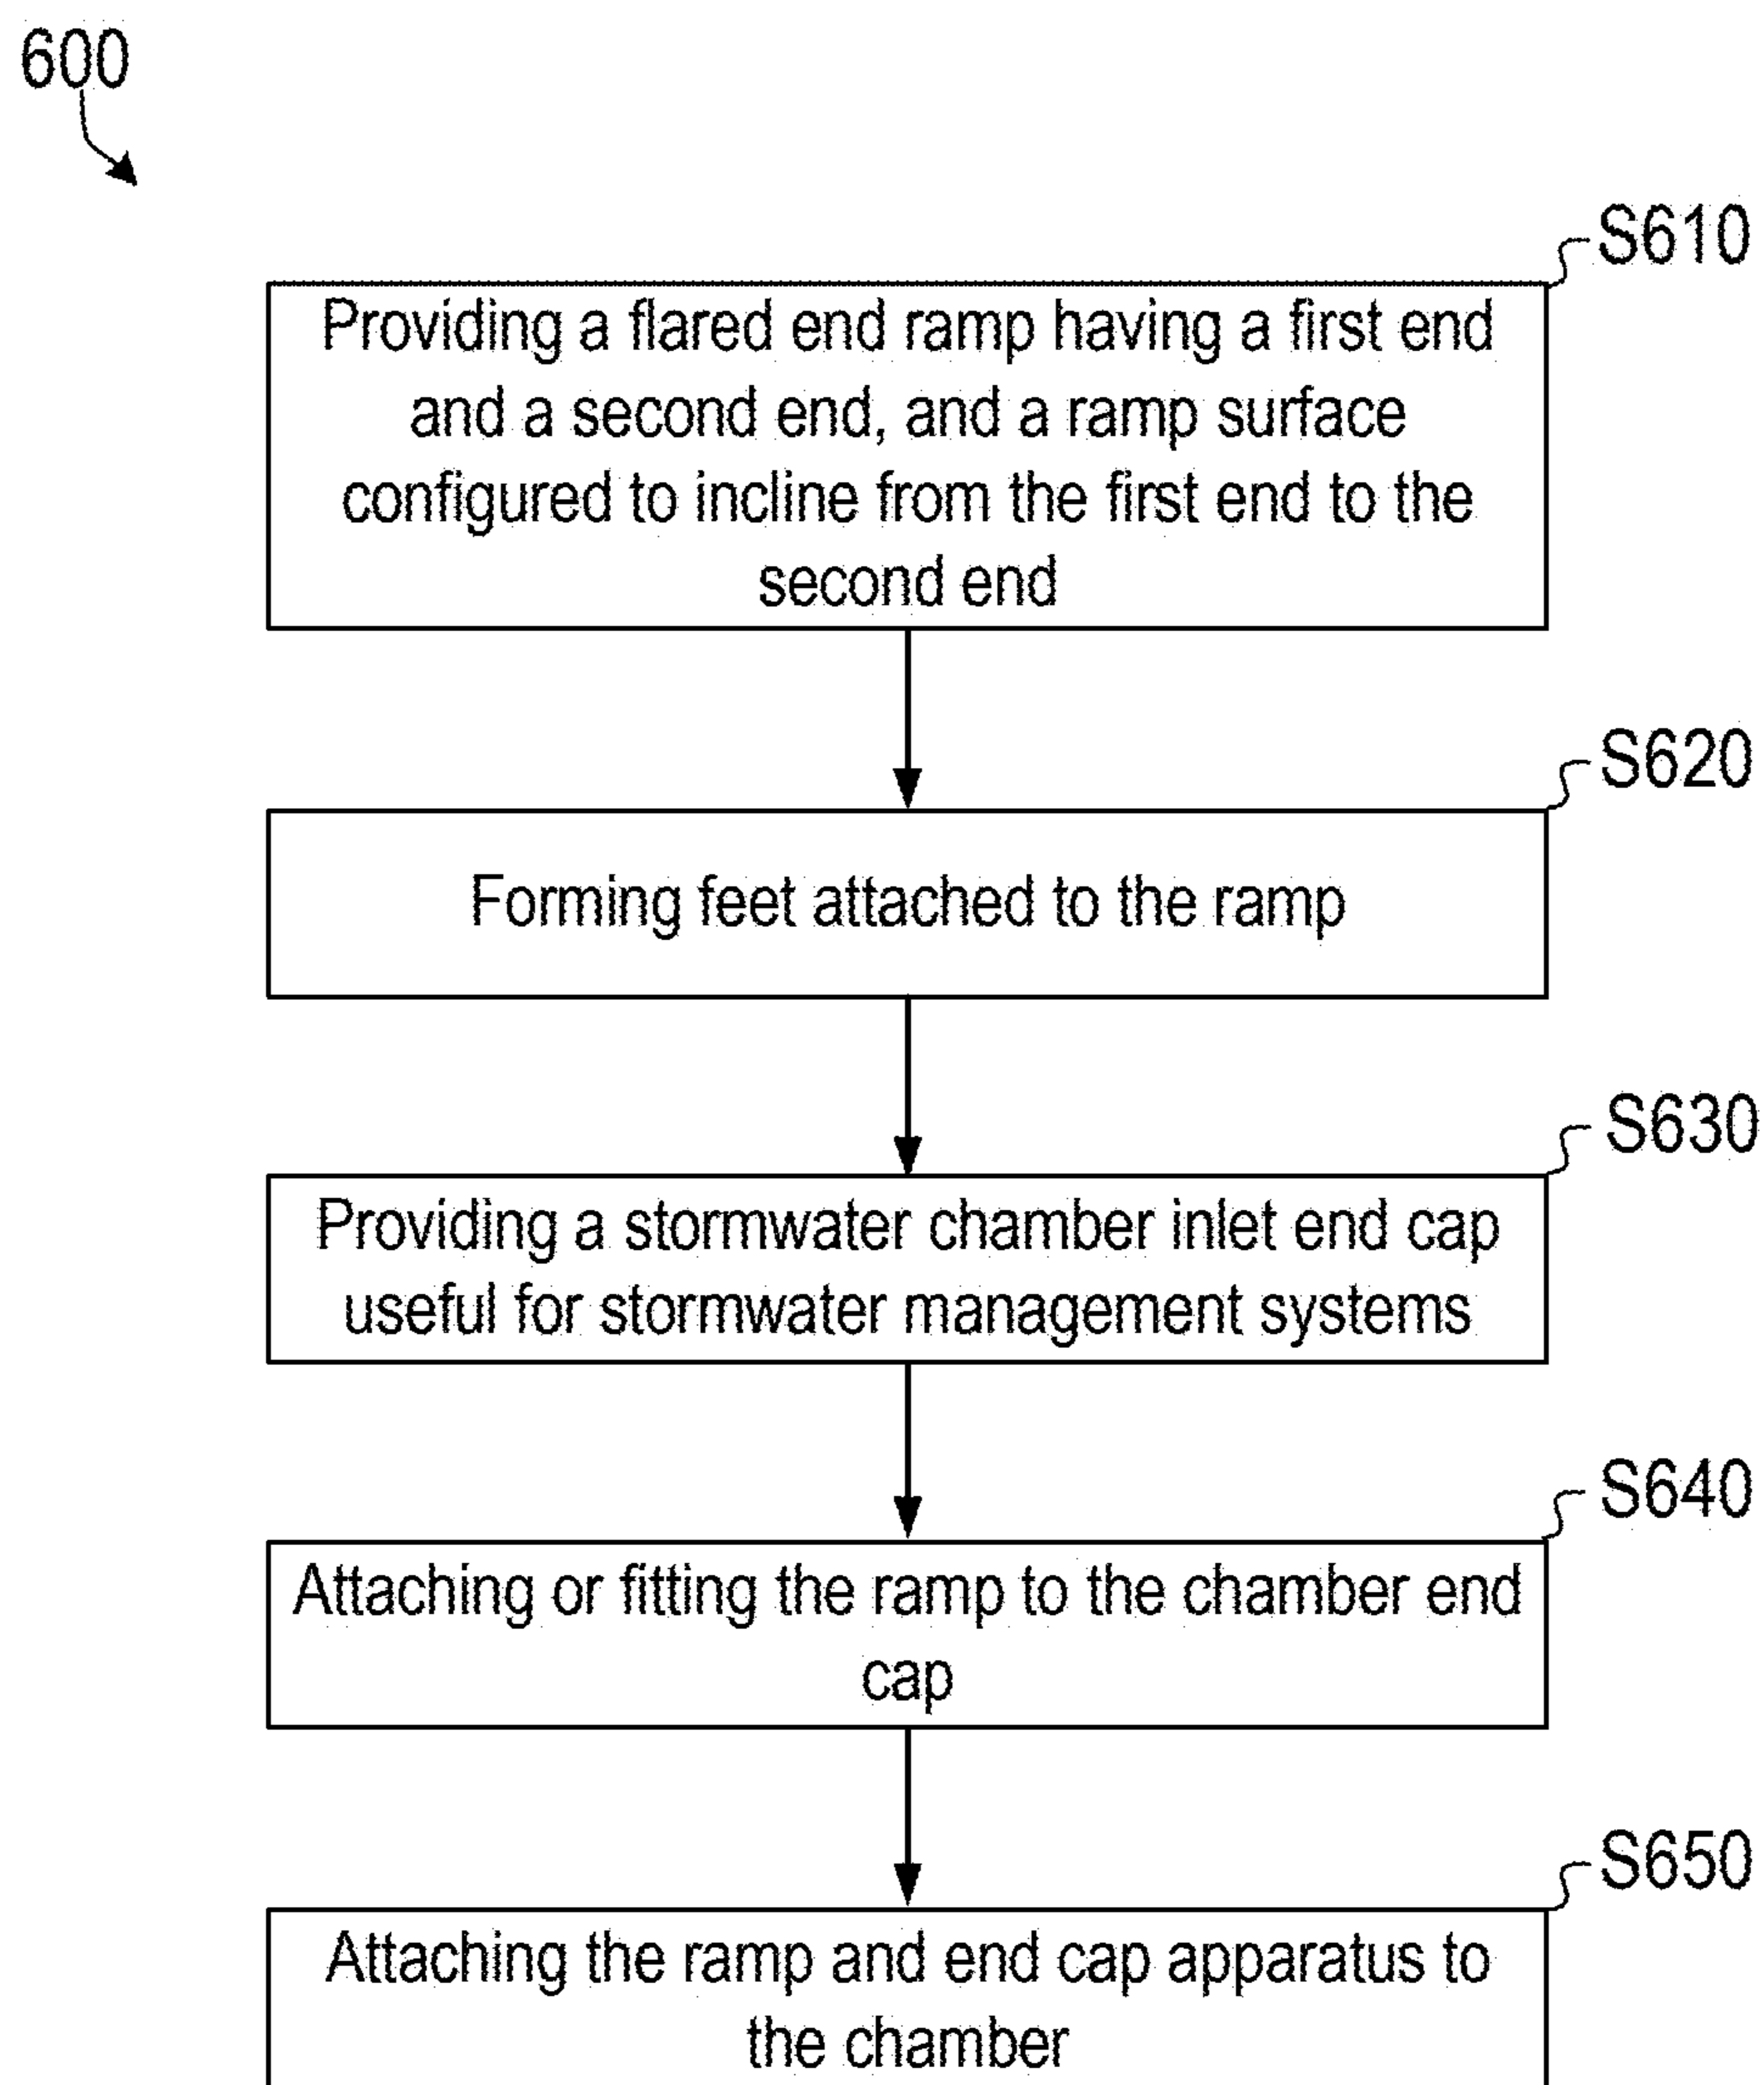 600
S610
Providing a flared end ramp having a first end
and a second end, and a ramp surface
configured to incline from the first end to the
second end
S620
Forming feet attached to the ramp
S630
Providing a stormwater chamber inlet end cap
useful for stormwater management systems
S640
Attaching or fitting the ramp to the chamber end
cap
S650
Attaching the ramp and end cap apparatus to
the chamber